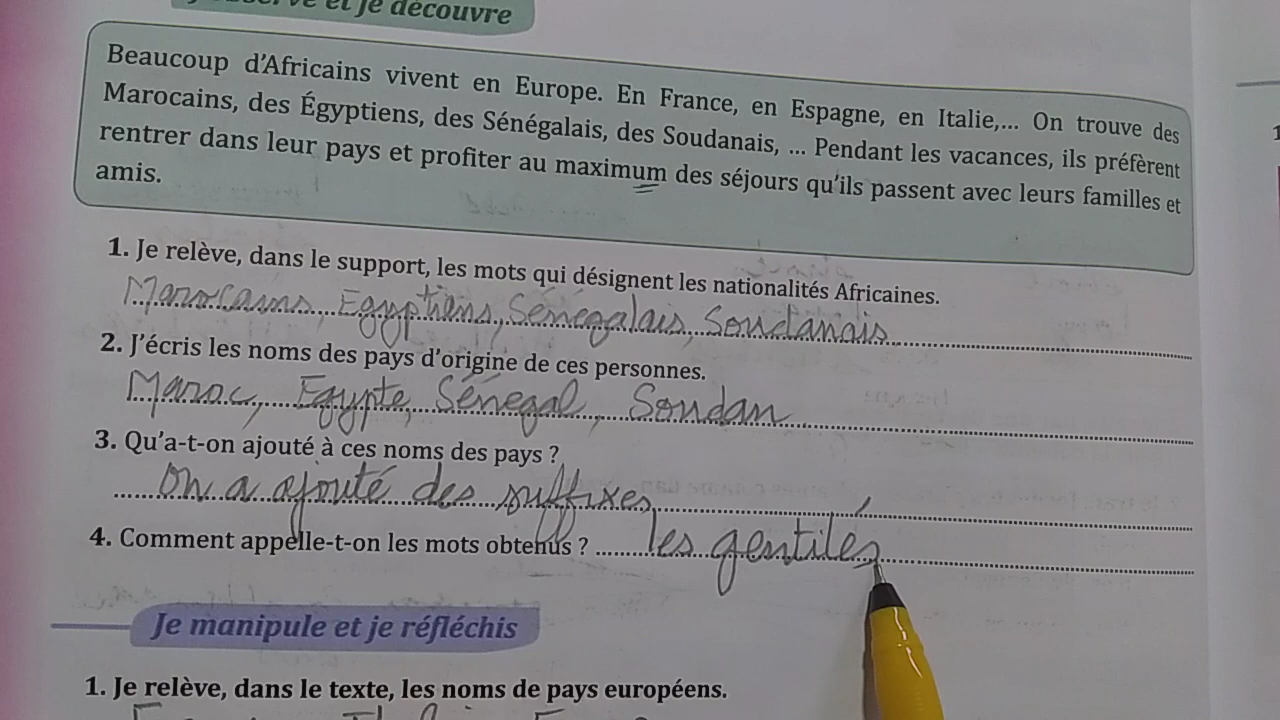 et je découvre
Beaucoup d'Africains vivent en Europe. En France, en Espagne, en Italie,... On trouve des
Marocains, des Égyptiens, des Sénégalais, des Soudanais, ... Pendant les vacances, ils préfèrent
rentrer dans leur pays et profiter au maximum des séjours qu'ils passent avec leurs familles et
amis.
1. Je relève, dans le support, les mots qui désignent les nationalités Africaines.
Marocains, Egyptiens, Sénégalais, Soudanais
2. J'écris les noms des pays d'origine de ces personnes.
Maroc, Egypte, Sénégal, Soudan
3. Qu'a-t-on ajouté à ces noms des pays ?
On a ajouté des suffixes
4. Comment appelle-t-on les mots obtenus ? les gentilés
Je manipule et je réfléchis
1. Je relève, dans le texte, les noms de pays européens.